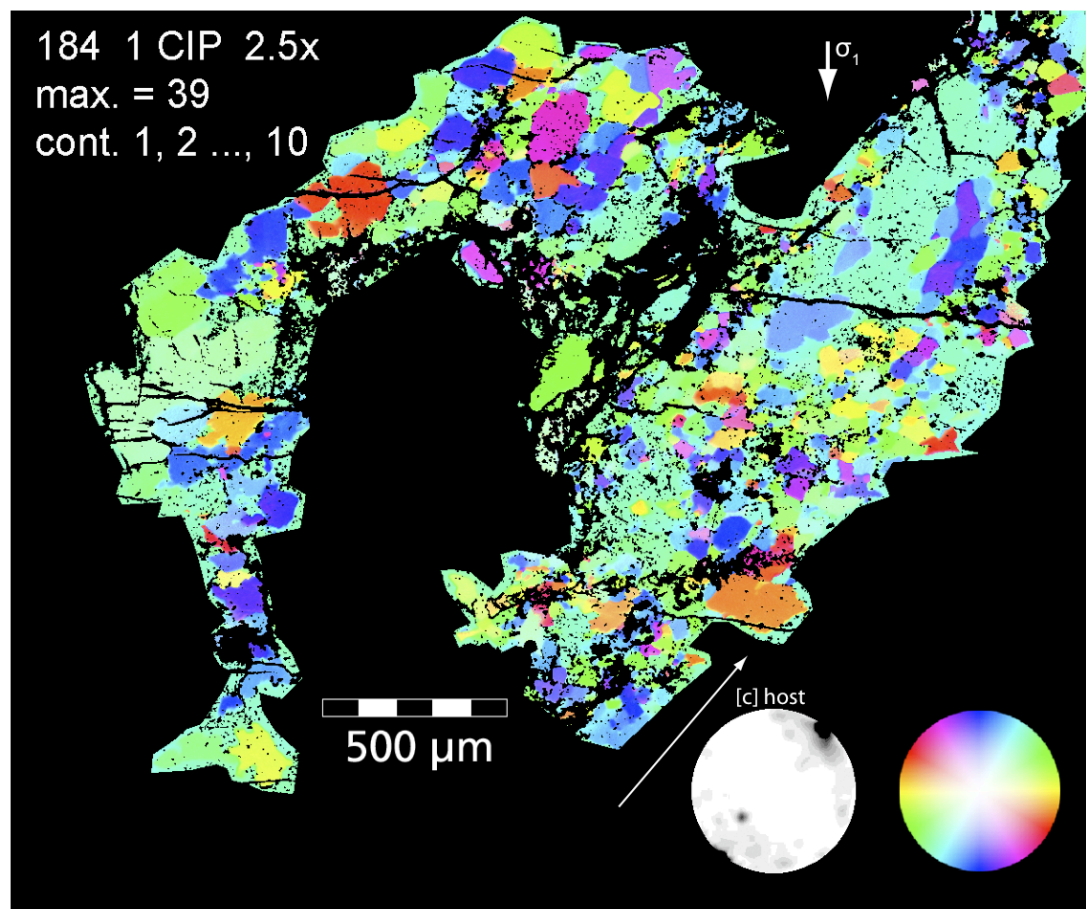 184 1 CIP 2.5x
max. = 39
cont. 1, 2 ..., 10
σ1
500 μm
[c] host